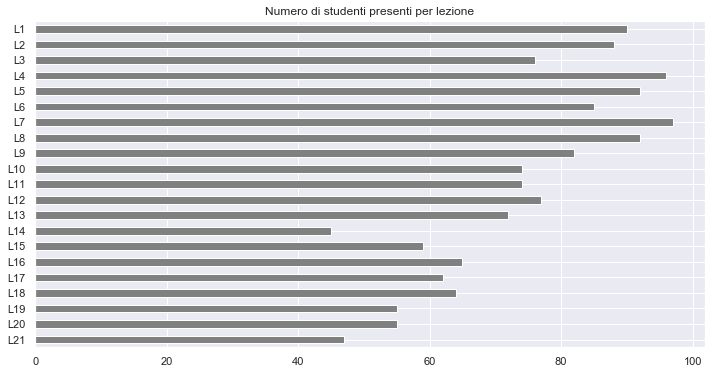 Numero di studenti presenti per lezione
L1
L2
L3
L4
L5
L6
L7
L8
L9
L10
L11
L12
L13
L14
L15
L16
L17
L18
L19
L20
L21
0 20 40 60 80 100